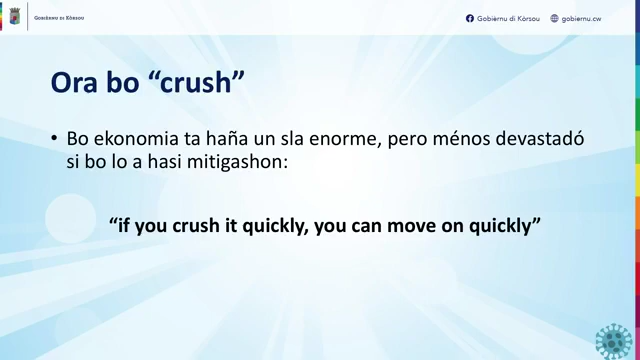 GOBIÈRNU DI KÒRSOU
Gobièrnu di Kòrsou
gobiernu.cw
Ora bo “crush”
• Bo ekonomia ta haña un sla enorme, pero ménos devastadó
si bo lo a hasi mitigashon:
“if you crush it quickly, you can move on quickly”